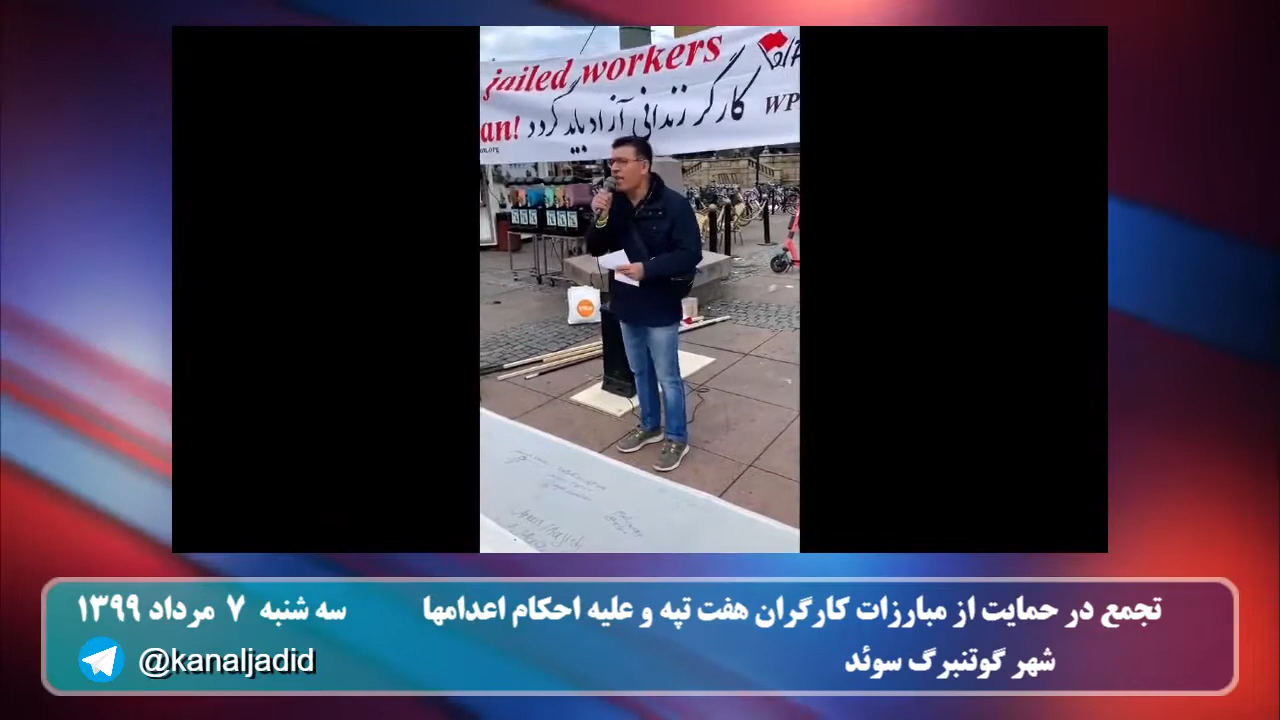 jailed workers
an!
کارگر زندانی آزاد باید گردد
WP
تجمع در حمایت از مبارزات کارگران هفت تپه و علیه احکام اعدامها
سه شنبه ۷ مرداد ۱۳۹۹
شهر گوتنبرگ سوئد
@kanaljadid